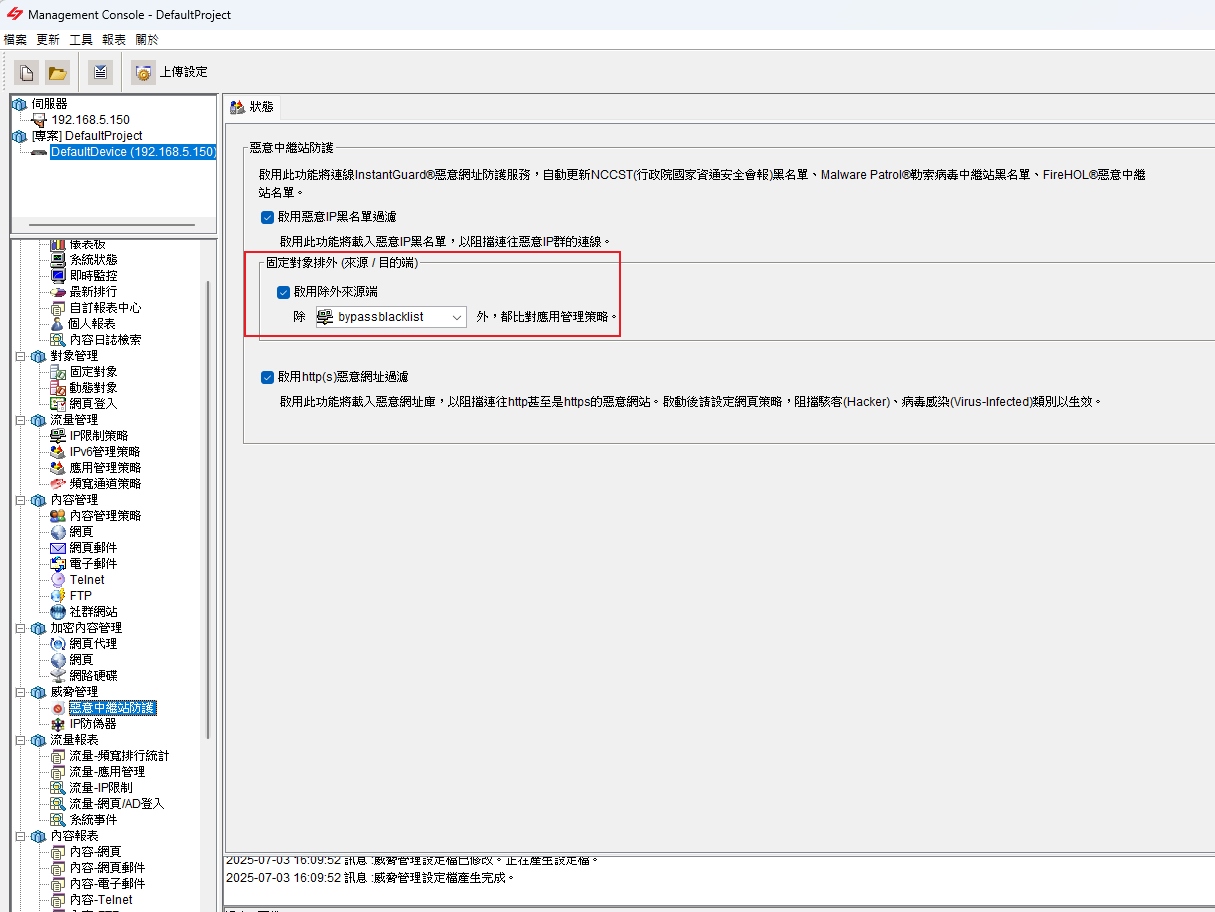 Management Console - DefaultProject
檔案 更新 工具 報表 關於
上傳設定
伺服器
192.168.5.150
[專案] DefaultProject
DefaultDevice (192.168.5.150)
儀表板
系統狀態
即時監控
最新排行
自訂報表中心
個人報表
內容日誌檢索
對象管理
固定對象
動態對象
網頁登入
流量管理
IP限制策略
IPv6管理策略
應用管理策略
頻寬通道策略
內容管理
內容管理策略
網頁
網頁郵件
電子郵件
Telnet
FTP
社群網站
加密內容管理
網頁代理
網頁
網路硬碟
威脅管理
惡意中繼站防護
IP防偽器
流量報表
流量-頻寬排行統計
流量-應用管理
流量-IP限制
流量-網頁/AD登入
系統事件
內容報表
內容-網頁
內容-網頁郵件
內容-電子郵件
內容-Telnet
狀態
惡意中繼站防護
啟用此功能將連線InstantGuard®惡意網址防護服務，自動更新NCCST(行政院國家資通安全會報)黑名單、Malware Patrol®勒索病毒中繼站黑名單、FireHOL®惡意中繼
站名單。
啟用惡意IP黑名單過濾
啟用此功能將載入惡意IP黑名單，以阻擋連往惡意IP群的連線。
固定對象排外 (來源 / 目的端)
啟用除外來源端
除 bypassblacklist 外，都比對應用管理策略。
啟用http(s)惡意網址過濾
啟用此功能將載入惡意網址庫，以阻擋連往http甚至是https的惡意網站。啟動後請設定網頁策略，阻擋駭客(Hacker)、病毒感染(Virus-Infected)類別以生效。
2025-07-03 16:09:52 訊息 :威脅管理設定檔已修改。正在產生設定檔。
2025-07-03 16:09:52 訊息 :威脅管理設定檔產生完成。